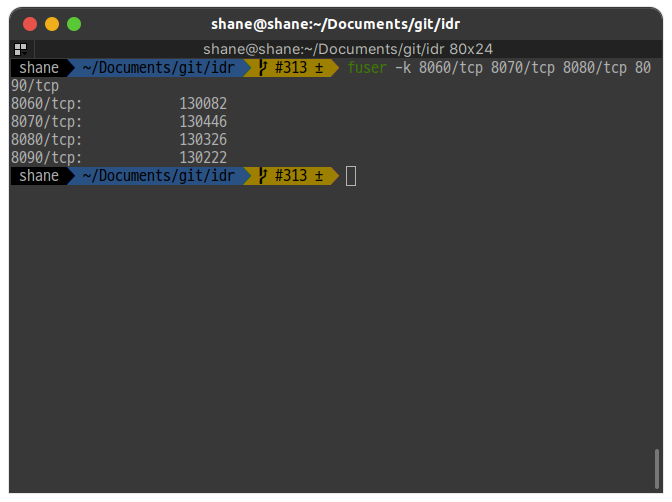 shane@shane:~/Documents/git/idr
shane@shane:~/Documents/git/idr 80x24
shane ~/Documents/git/idr #313 ± fuser -k 8060/tcp 8070/tcp 8080/tcp 80
90/tcp
8060/tcp: 130082
8070/tcp: 130446
8080/tcp: 130326
8090/tcp: 130222
shane ~/Documents/git/idr #313 ±